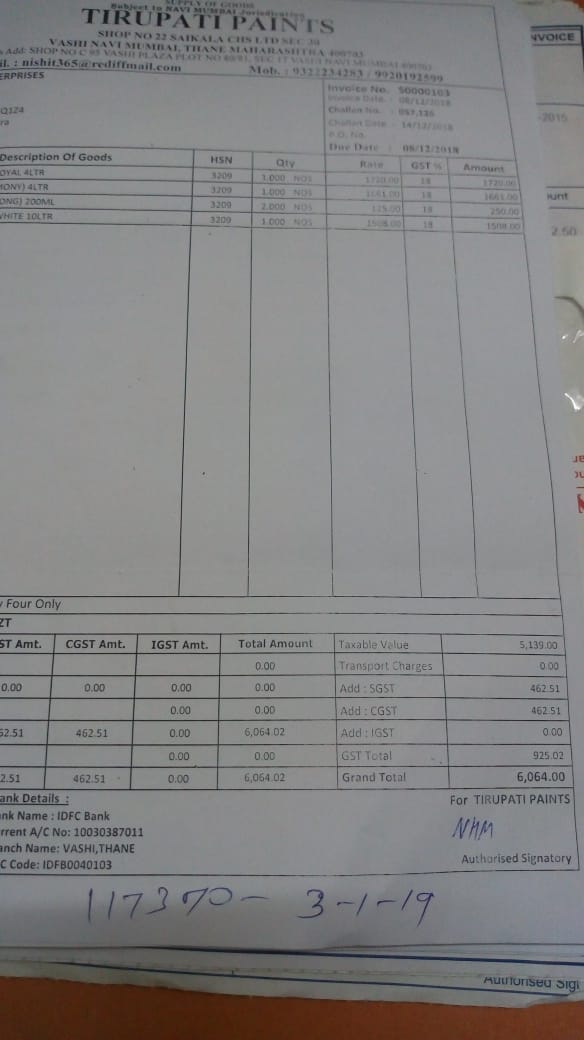 SUPPLY OF GOODS
Subject to NAVI MUMBAI Jurisdiction
TIRUPATI PAINTS
SHOP NO 22 SAIKALA CHS LTD SEC 30
VASHI NAVI MUMBAI, THANE MAHARASHTRA 400703
Add: SHOP NO C 93 VASHI PLAZA PLOT NO 80/81, SEC 17 VASHI NAVI MUMBAI 400703
il. : nishit365@rediffmail.com Mob. : 9322234283 / 9920192599
ERPRISES
Invoice No. S0000103
Invoice Date : 08/12/2018
Q1Z4 Challan No.
ra Challan Date : 14/12/2018
P.O. No.
Due Date : 08/12/2018
Description Of Goods HSN Qty Rate GST % Amount
OYAL 4LTR 3209 1.000 NOS 1720.00 18 1720.00
MONY) 4LTR 3209 1.000 NOS 1661.00 18 1661.00
ONG) 200ML 3209 2.000 NOS 125.00 18 250.00
WHITE 10LTR 3209 1.000 NOS 1508.00 18 1508.00
y Four Only
ZT
ST Amt. CGST Amt. IGST Amt. Total Amount Taxable Value 5,139.00
0.00 Transport Charges 0.00
0.00 0.00 0.00 0.00 Add : SGST 462.51
0.00 0.00 Add : CGST 462.51
62.51 462.51 0.00 6,064.02 Add : IGST 0.00
0.00 0.00 GST Total 925.02
2.51 462.51 0.00 6,064.02 Grand Total 6,064.00
ank Details :
nk Name : IDFC Bank
rrent A/C No: 10030387011
anch Name: VASHI,THANE
C Code: IDFB0040103
For TIRUPATI PAINTS
Authorised Signatory
117370- 3-1-19
NVOICE
-2015
unt
2.50
Authorised Sig